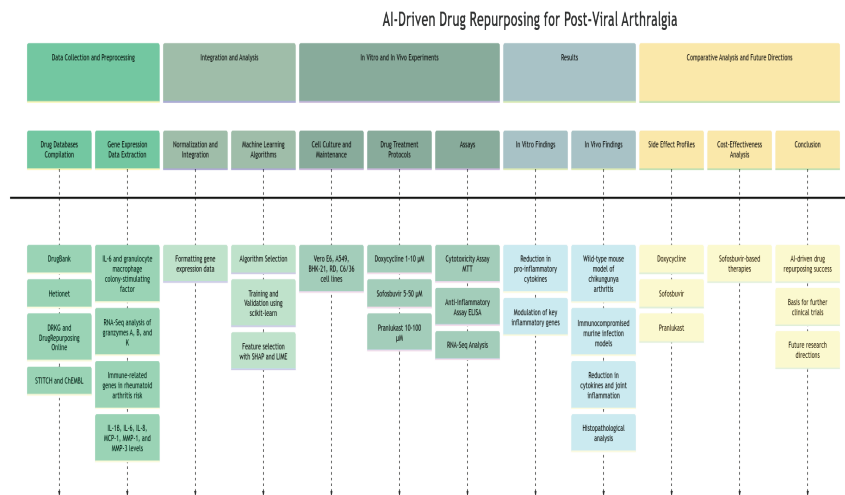 AI-Driven Drug Repurposing for Post-Viral Arthralgia
Data Collection and Preprocessing
Integration and Analysis
In Vitro and In Vivo Experiments
Results
Comparative Analysis and Future Directions
Drug Databases
Compilation
Gene Expression
Data Extraction
Normalization and
Integration
Machine Learning
Algorithms
Cell Culture and
Maintenance
Drug Treatment
Protocols
Assays
In Vitro Findings
In Vivo Findings
Side Effect Profiles
Cost-Effectiveness
Analysis
Conclusion
DrugBank
Hetionet
DRKG and
DrugRepurposing
Online
STITCH and ChEMBL
IL-6 and granulocyte
macrophage
colony-stimulating
factor
RNA-Seq analysis of
granzymes A, B, and
K
Immune-related
genes in rheumatoid
arthritis risk
IL-1B, IL-6, IL-8,
MCP-1, MMP-1, and
MMP-3 levels
Formatting gene
expression data
Algorithm Selection
Training and
Validation using
scikit-learn
Feature selection
with SHAP and LIME
Vero E6, A549,
BHK-21, RD, C6/36
cell lines
Doxycycline 1-10 μM
Sofosbuvir 5-50 μM
Pranlukast 10-100
μM
Cytotoxicity Assay
MTT
Anti-inflammatory
Assay ELISA
RNA-Seq Analysis
Reduction in
pro-inflammatory
cytokines
Modulation of key
inflammatory genes
Wild-type mouse
model of
chikungunya
arthritis
Immunocompromised
murine infection
models
Reduction in
cytokines and joint
inflammation
Histopathological
analysis
Doxycycline
Sofosbuvir
Pranlukast
Sofosbuvir-based
therapies
AI-driven drug
repurposing success
Basis for further
clinical trials
Future research
directions